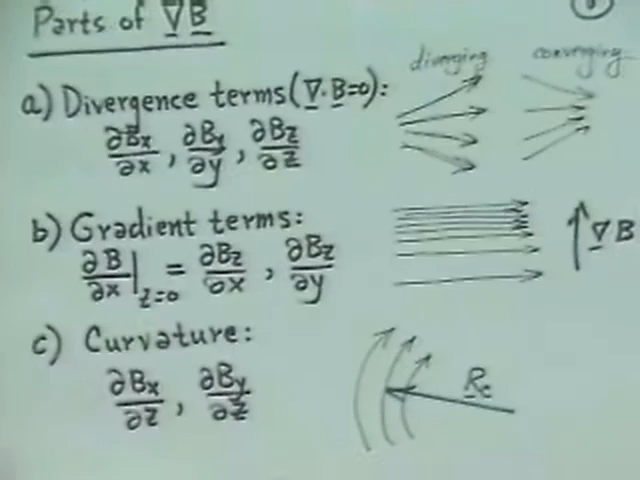 Parts of ∇B
a) Divergence terms (∇·B=0):
∂Bx/∂x, ∂By/∂y, ∂Bz/∂z
diverging
converging
b) Gradient terms:
∂B/∂x|z=0 = ∂Bz/∂x, ∂Bz/∂y
∇B
c) Curvature:
∂Bx/∂z, ∂By/∂z
Rc